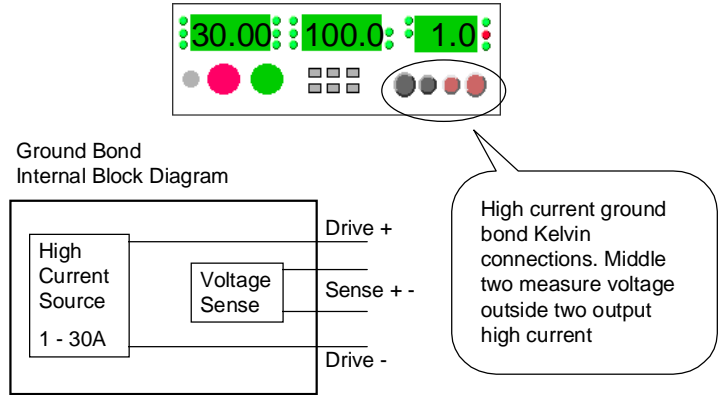 30.00 100.0 1.0
Ground Bond
Internal Block Diagram
High
Current
Source
1 - 30A
Voltage
Sense
Drive +
Sense + -
Drive -
High current ground
bond Kelvin
connections. Middle
two measure voltage
outside two output
high current